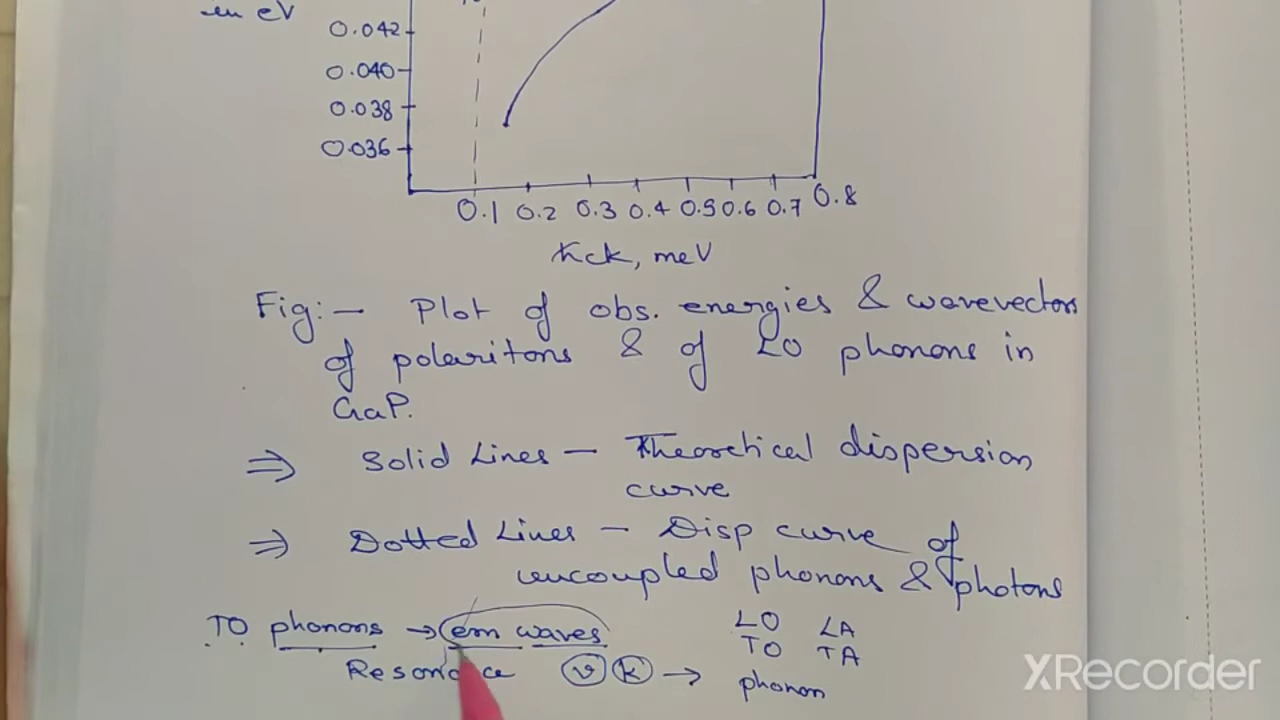 in eV
0.042
0.040
0.038
0.036
0.1 0.2 0.3 0.4 0.5 0.6 0.7 0.8
ħck, meV
Fig:- Plot of obs. energies & wavevectors
of polaritons & of LO phonons in
GaP.
⇒ Solid Lines - Theoretical dispersion
curve
⇒ Dotted Lines - Disp curve of
uncoupled phonons & photons
TO phonons → em waves
LO LA
TO TA
Resonance ν k → phonon
XRecorder